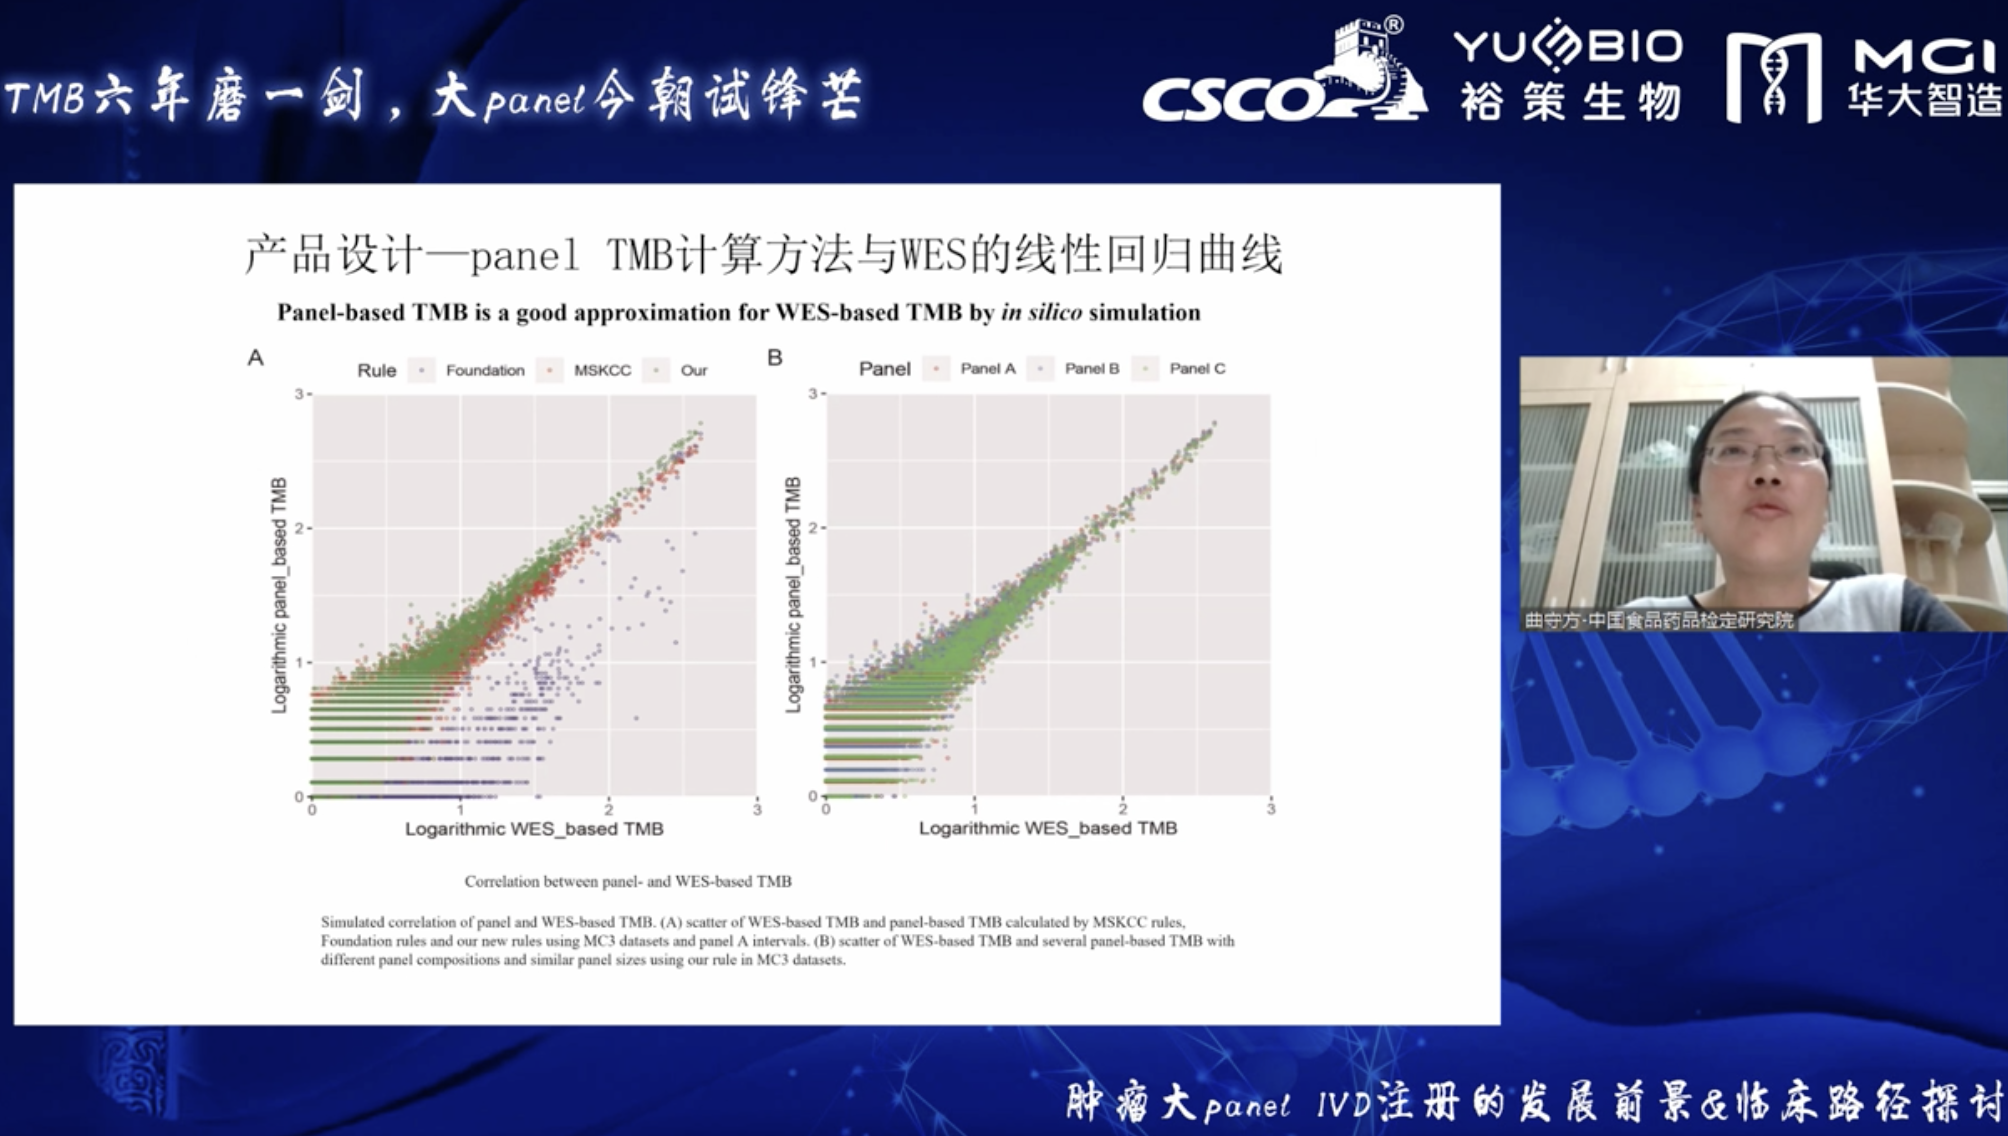 TMB六年磨一剑，大panel今朝试锋芒
CSCO®
YUCEBIO
裕策生物
MGI
华大智造
产品设计—panel TMB计算方法与WES的线性回归曲线
Panel-based TMB is a good approximation for WES-based TMB by in silico simulation
A
Rule Foundation MSKCC Our
3
2
1
0
0 1 2 3
Logarithmic panel_based TMB
Logarithmic WES_based TMB
B
Panel Panel A Panel B Panel C
3
2
1
0
0 1 2 3
Logarithmic panel_based TMB
Logarithmic WES_based TMB
Correlation between panel- and WES-based TMB
Simulated correlation of panel and WES-based TMB. (A) scatter of WES-based TMB and panel-based TMB calculated by MSKCC rules,
Foundation rules and our new rules using MC3 datasets and panel A intervals. (B) scatter of WES-based TMB and several panel-based TMB with
different panel compositions and similar panel sizes using our rule in MC3 datasets.
曲守方-中国食品药品检定研究院
肿瘤大panel IVD注册的发展前景&临床路径探讨